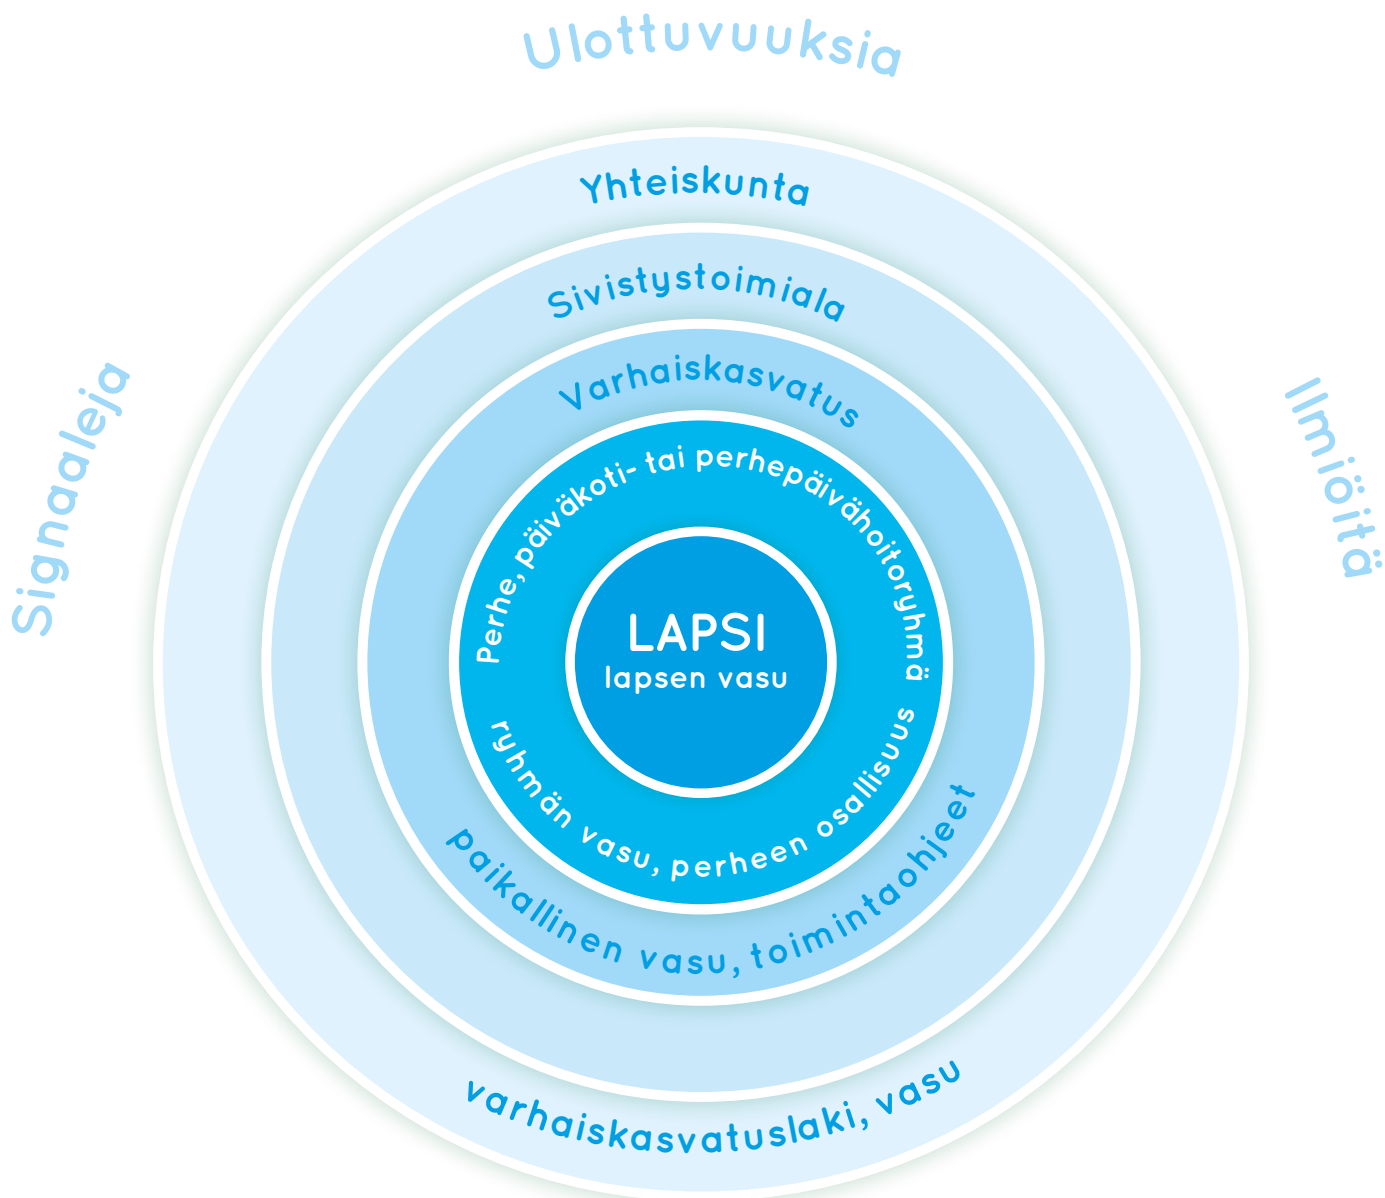 Ulottuvuuksia
Signaaleja
Ilmiöitä
Yhteiskunta
Sivistystoimiala
Varhaiskasvatus
Perhe, päiväkoti- tai perhepäivähoitoryhmä
LAPSI
lapsen vasu
ryhmän vasu, perheen osallisuus
paikallinen vasu, toimintaohjeet
varhaiskasvatuslaki, vasu